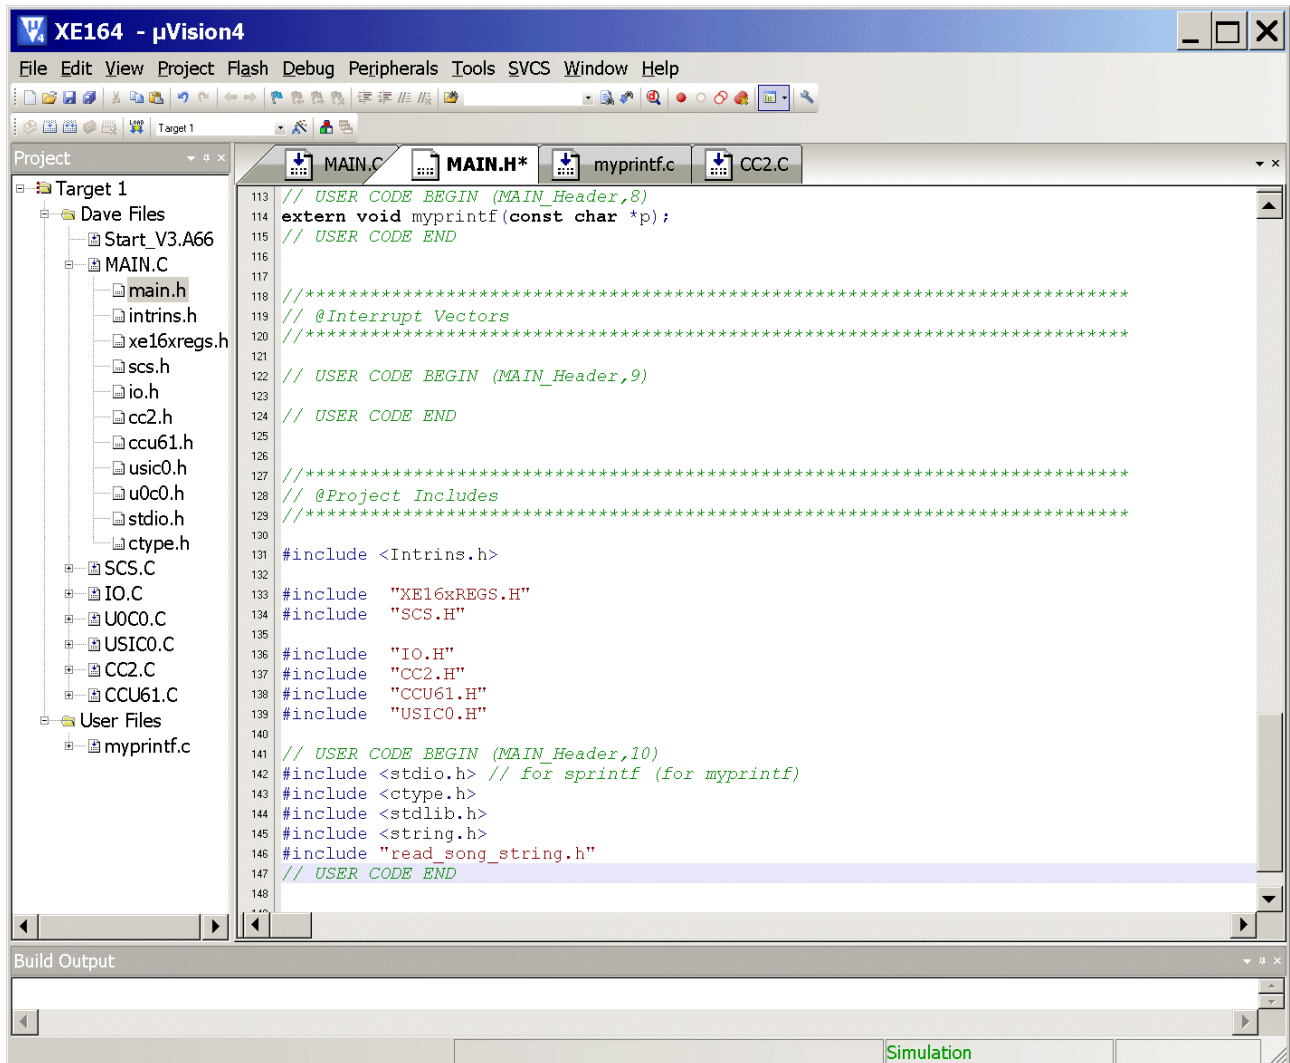 XE164 - µVision4
File Edit View Project Flash Debug Peripherals Tools SVCS Window Help
LOAD Target 1
Project
MAIN.C MAIN.H* myprintf.c CC2.C
Target 1
Dave Files
Start_V3.A66
MAIN.C
main.h
intrins.h
xe16xregs.h
scs.h
io.h
cc2.h
ccu61.h
usic0.h
u0c0.h
stdio.h
ctype.h
SCS.C
IO.C
U0C0.C
USIC0.C
CC2.C
CCU61.C
User Files
myprintf.c
113 // USER CODE BEGIN (MAIN_Header,8)
114 extern void myprintf(const char *p);
115 // USER CODE END
116
117
118 //****************************************************************************
119 // @Interrupt Vectors
120 //****************************************************************************
121
122 // USER CODE BEGIN (MAIN_Header,9)
123
124 // USER CODE END
125
126
127 //****************************************************************************
128 // @Project Includes
129 //****************************************************************************
130
131 #include <Intrins.h>
132
133 #include  "XE16xREGS.H"
134 #include  "SCS.H"
135
136 #include  "IO.H"
137 #include  "CC2.H"
138 #include  "CCU61.H"
139 #include  "USIC0.H"
140
141 // USER CODE BEGIN (MAIN_Header,10)
142 #include <stdio.h> // for sprintf (for myprintf)
143 #include <ctype.h>
144 #include <stdlib.h>
145 #include <string.h>
146 #include "read_song_string.h"
147 // USER CODE END
148
Build Output
Simulation